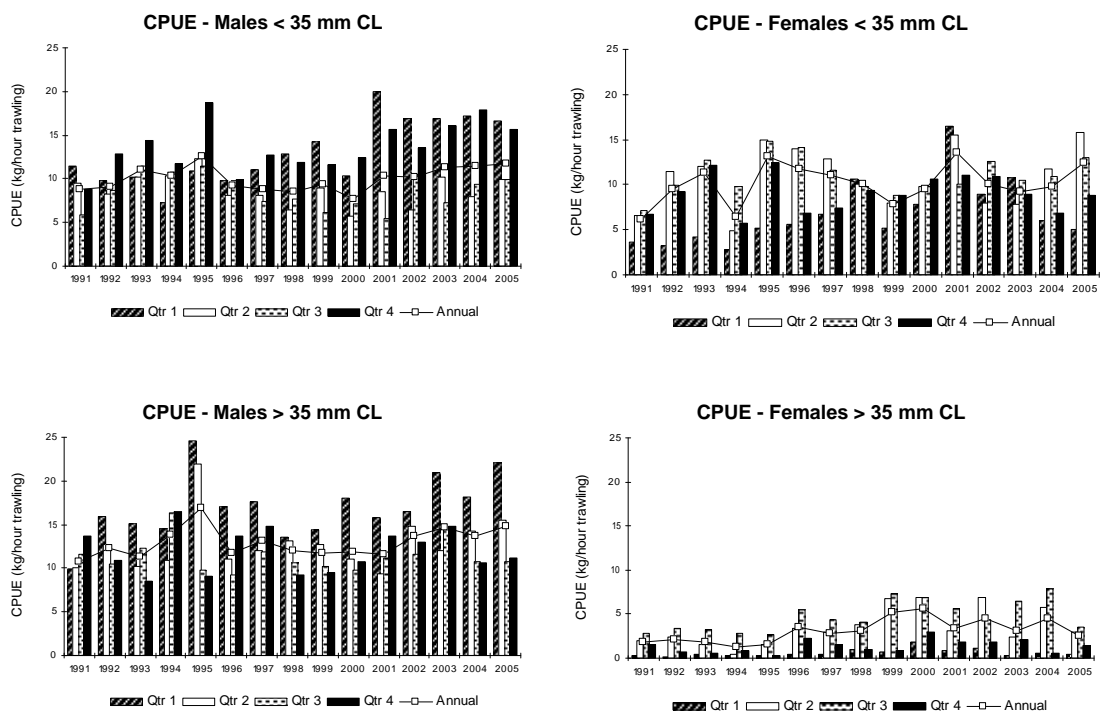 CPUE - Males < 35 mm CL
CPUE (kg/hour trawling)
25
20
15
10
5
0
1991 1992 1993 1994 1995 1996 1997 1998 1999 2000 2001 2002 2003 2004 2005
Qtr 1 Qtr 2 Qtr 3 Qtr 4 Annual
CPUE - Females < 35 mm CL
CPUE (kg/hour trawling)
25
20
15
10
5
0
1991 1992 1993 1994 1995 1996 1997 1998 1999 2000 2001 2002 2003 2004 2005
Qtr 1 Qtr 2 Qtr 3 Qtr 4 Annual
CPUE - Males > 35 mm CL
CPUE (kg/hour trawling)
25
20
15
10
5
0
1991 1992 1993 1994 1995 1996 1997 1998 1999 2000 2001 2002 2003 2004 2005
Qtr 1 Qtr 2 Qtr 3 Qtr 4 Annual
CPUE - Females > 35 mm CL
CPUE (kg/hour trawling)
25
20
15
10
5
0
1991 1992 1993 1994 1995 1996 1997 1998 1999 2000 2001 2002 2003 2004 2005
Qtr 1 Qtr 2 Qtr 3 Qtr 4 Annual